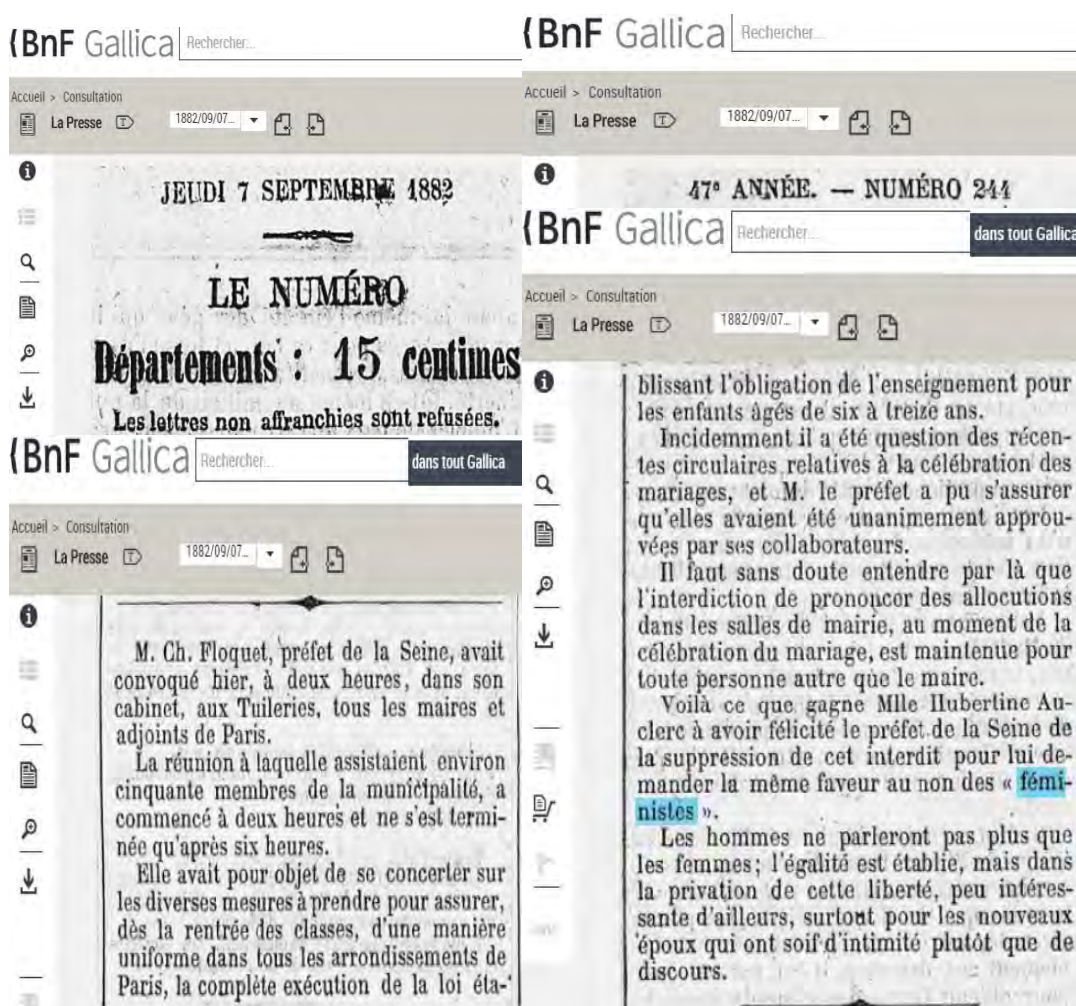 BnF Gallica Rechercher...
Accueil > Consultation
La Presse T 1882/09/07...
JEUDI 7 SEPTEMBRE 1882
LE NUMÉRO
Départements : 15 centimes
Les lettres non affranchies sont refusées.
BnF Gallica Rechercher...
Accueil > Consultation
La Presse T 1882/09/07...
47e ANNÉE. — NUMÉRO 244
BnF Gallica Rechercher... dans tout Gallica
Accueil > Consultation
La Presse T 1882/09/07...
M. Ch. Floquet, préfet de la Seine, avait
convoqué hier, à deux heures, dans son
cabinet, aux Tuileries, tous les maires et
adjoints de Paris.
La réunion à laquelle assistaient environ
cinquante membres de la municipalité, a
commencé à deux heures et ne s'est termi-
née qu'après six heures.
Elle avait pour objet de se concerter sur
les diverses mesures à prendre pour assurer,
dès la rentrée des classes, d'une manière
uniforme dans tous les arrondissements de
Paris, la complète exécution de la loi éta-
BnF Gallica Rechercher... dans tout Gallica
Accueil > Consultation
La Presse T 1882/09/07...
blissant l'obligation de l'enseignement pour
les enfants âgés de six à treize ans.
Incidemment il a été question des récen-
tes circulaires relatives à la célébration des
mariages, et M. le préfet a pu s'assurer
qu'elles avaient été unanimement approu-
vées par ses collaborateurs.
Il faut sans doute entendre par là que
l'interdiction de prononcer des allocutions
dans les salles de mairie, au moment de la
célébration du mariage, est maintenue pour
toute personne autre que le maire.
Voilà ce que gagne Mlle Hubertine Au-
clerc à avoir félicité le préfet de la Seine de
la suppression de cet interdit pour lui de-
mander la même faveur au non des « fémi-
nistes ».
Les hommes ne parleront pas plus que
les femmes; l'égalité est établie, mais dans
la privation de cette liberté, peu intéres-
sante d'ailleurs, surtout pour les nouveaux
époux qui ont soif d'intimité plutôt que de
discours.